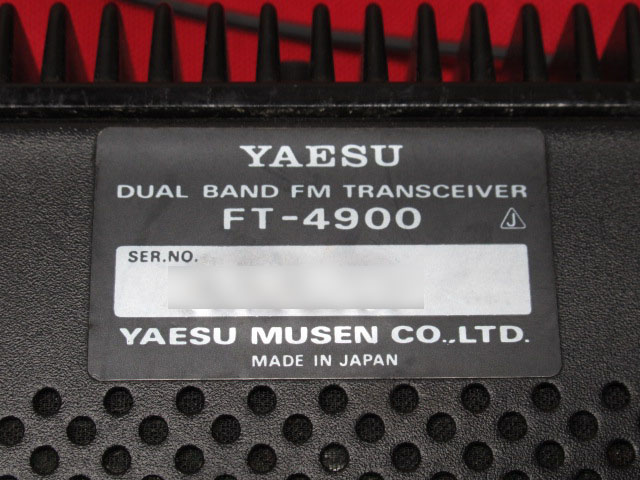 YAESU
DUAL BAND FM TRANSCEIVER
FT-4900
SER.NO.
YAESU MUSEN CO.,LTD.
MADE IN JAPAN